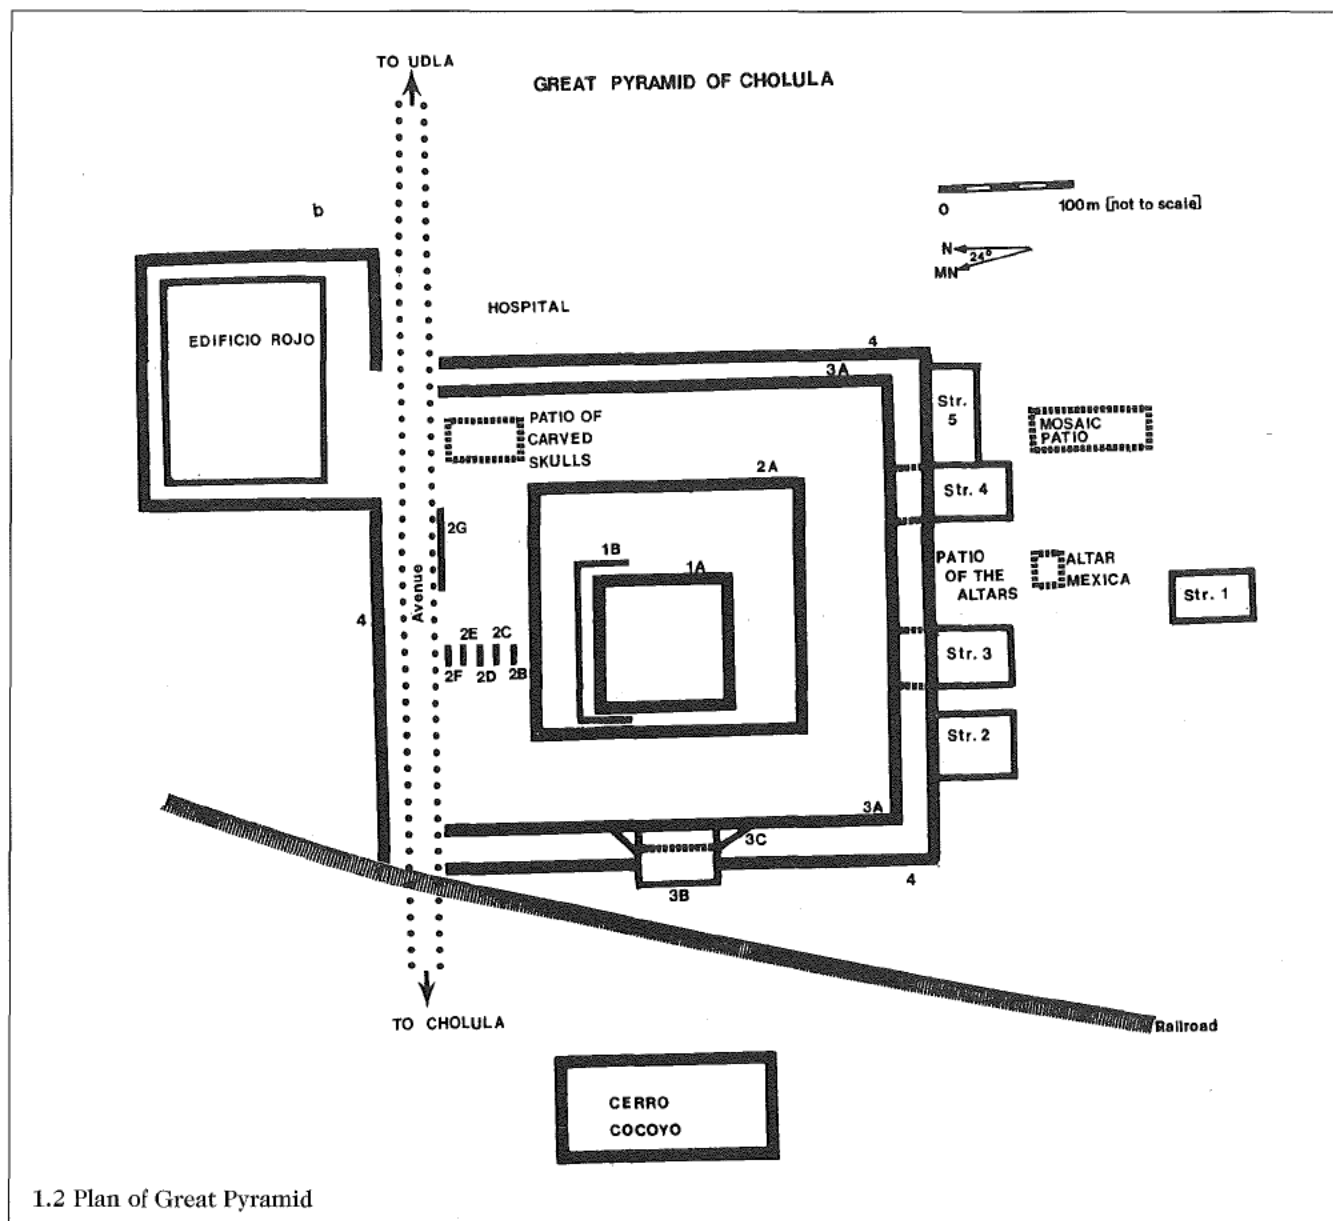 TO UDLA
GREAT PYRAMID OF CHOLULA
b
0 100m [not to scale]
N
24°
MN
HOSPITAL
EDIFICIO ROJO
4
3A
Str.
5
PATIO OF
CARVED
SKULLS
MOSAIC
PATIO
2A
Str. 4
2G
1B
1A
PATIO
OF THE
ALTARS
ALTAR
MEXICA
Str. 1
Avenue
4
2E 2C
2F 2D 2B
Str. 3
Str. 2
3A
3C
4
3B
TO CHOLULA
Railroad
CERRO
COCOYO
1.2 Plan of Great Pyramid